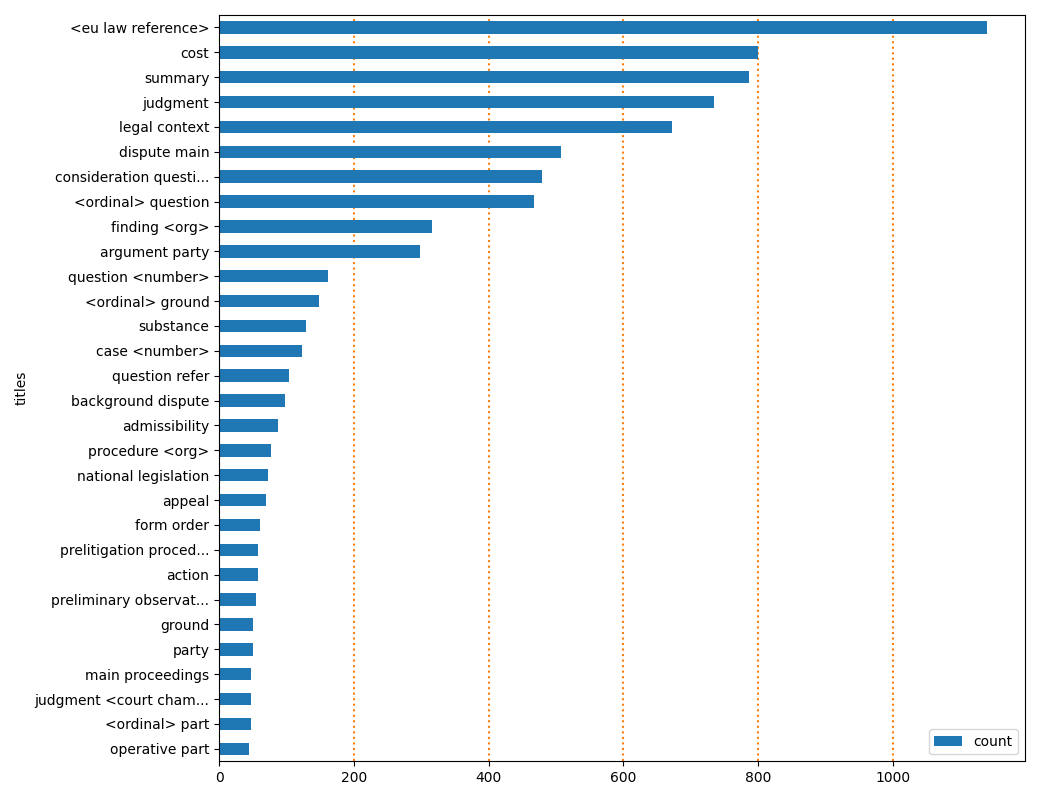 <eu law reference>
cost
summary
judgment
legal context
dispute main
consideration questi...
<ordinal> question
finding <org>
argument party
question <number>
<ordinal> ground
substance
case <number>
question refer
background dispute
admissibility
procedure <org>
national legislation
appeal
form order
prelitigation proced...
action
preliminary observat...
ground
party
main proceedings
judgment <court cham...
<ordinal> part
operative part
titles
count
0 200 400 600 800 1000